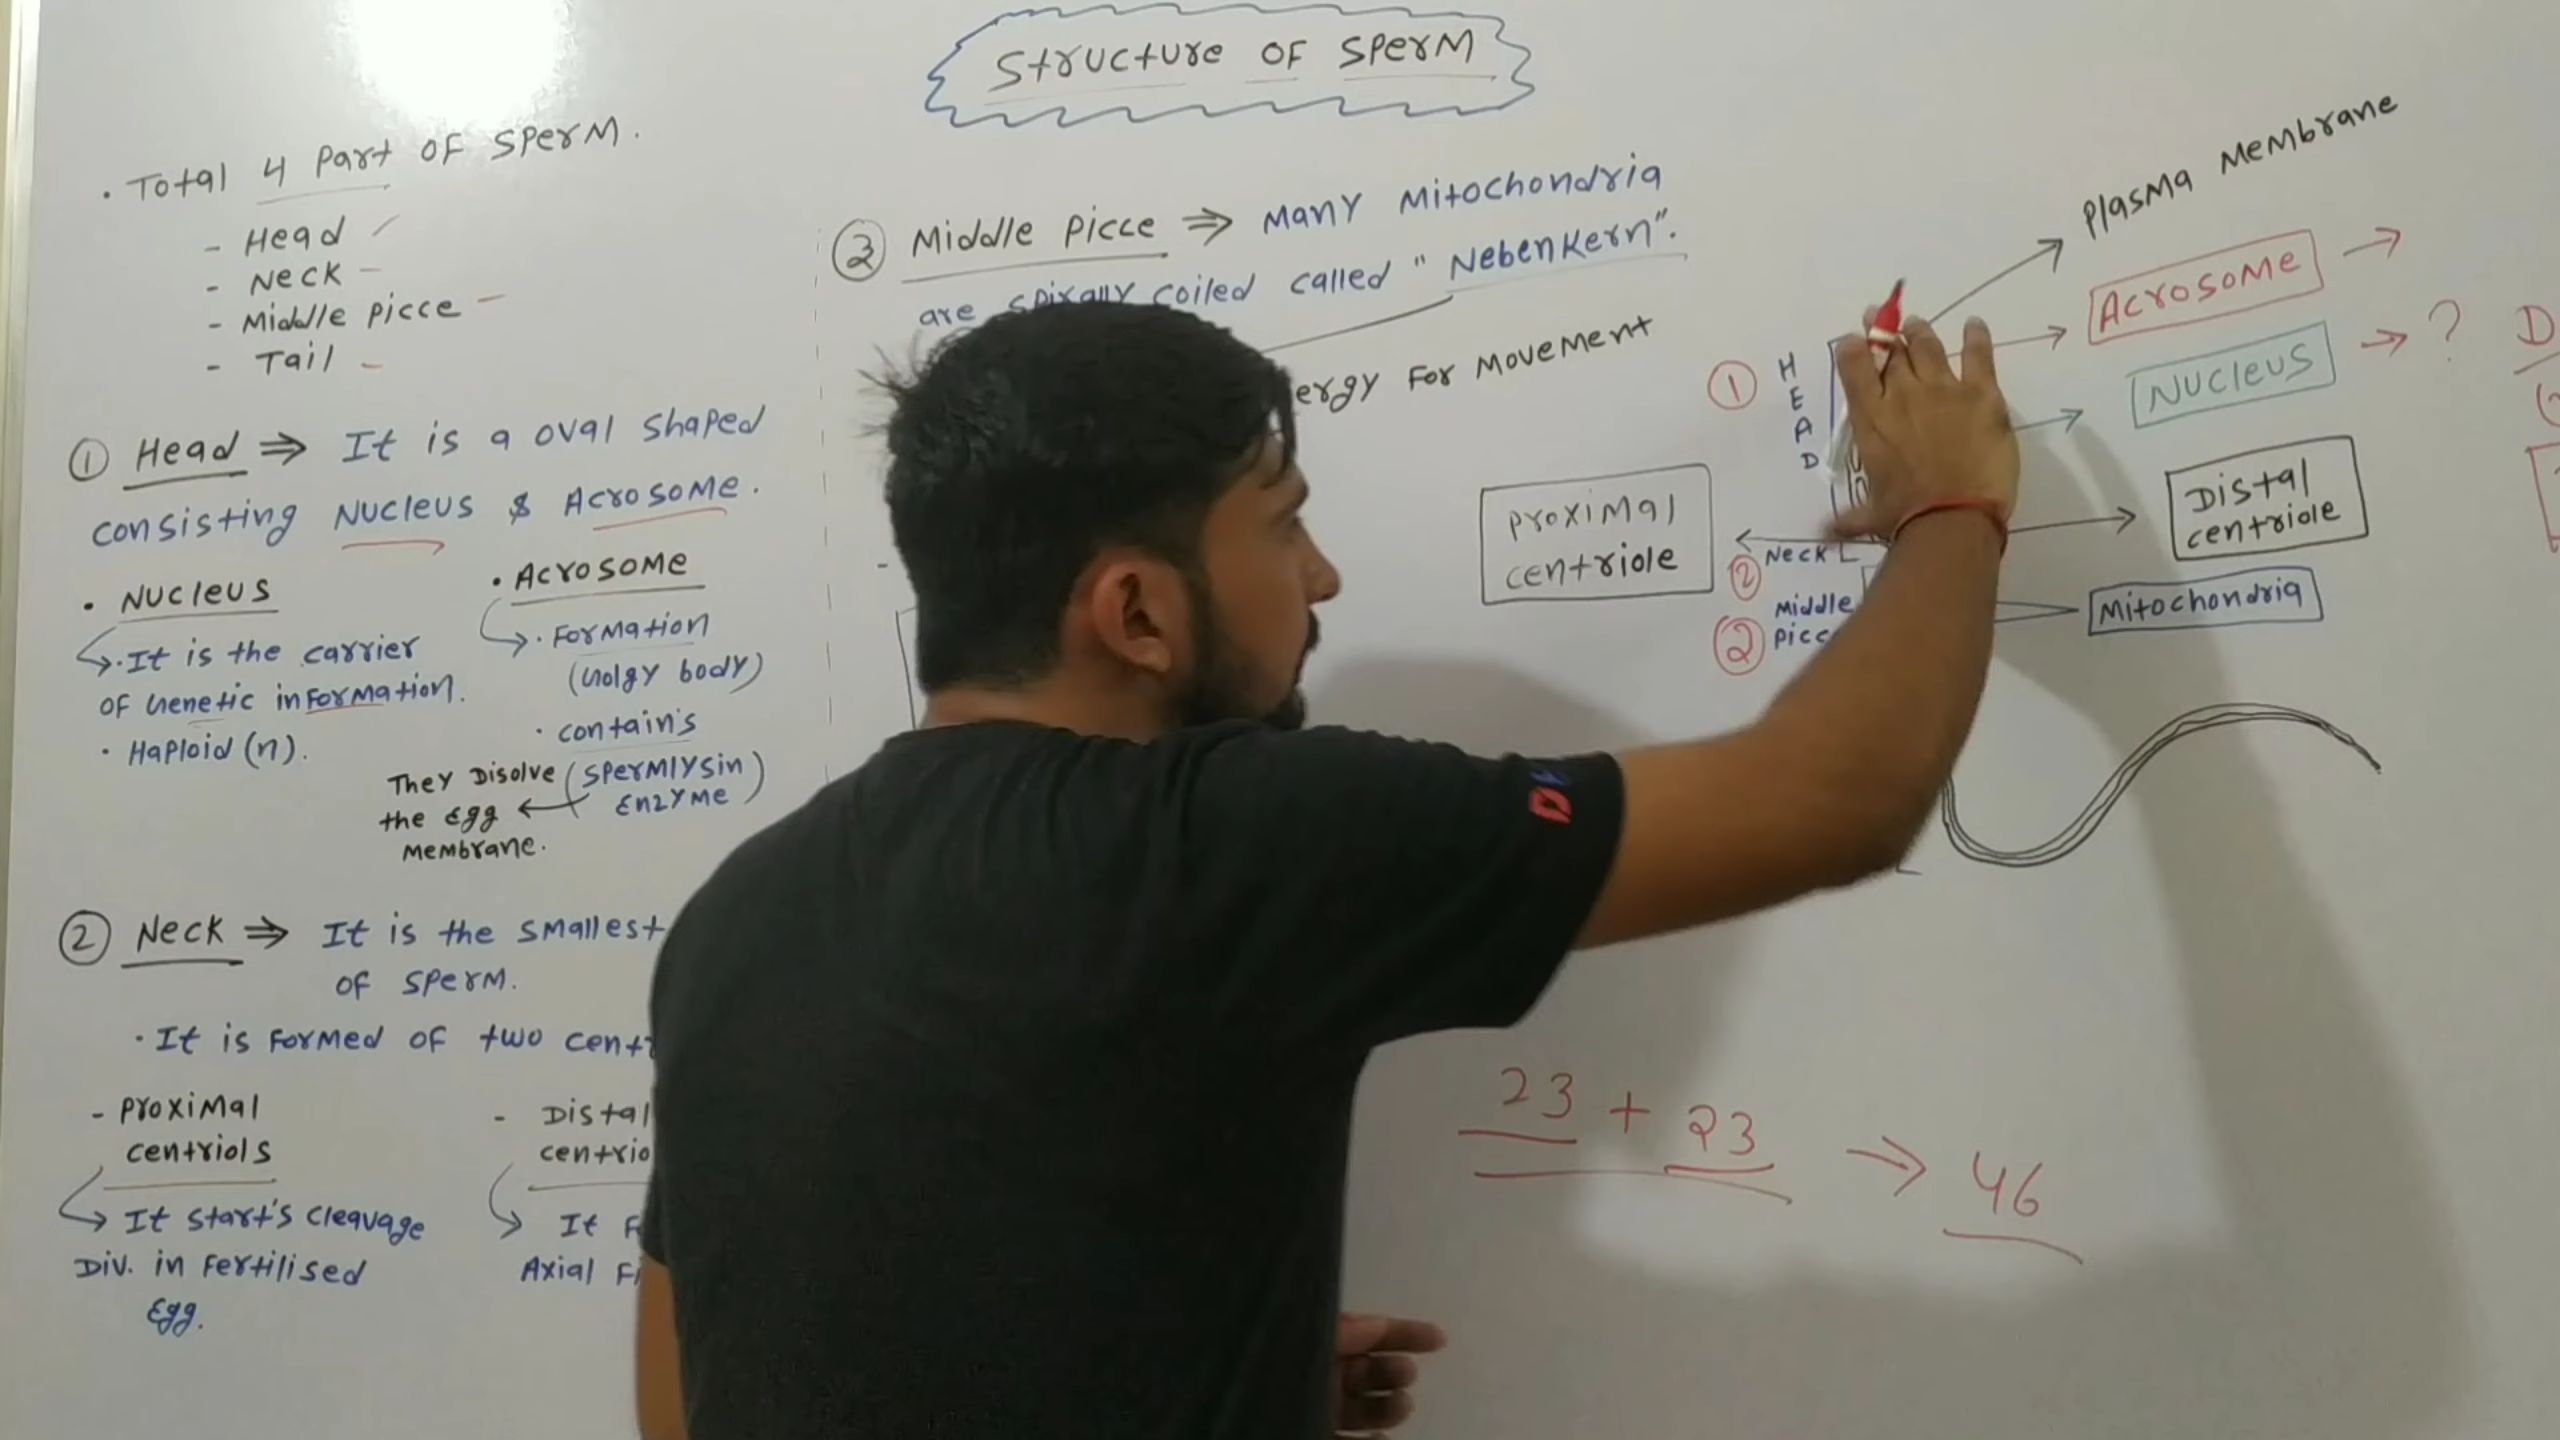 Structure OF Sperm
• Total 4 Part OF Sperm.
- Head
- Neck
- Middle Picce
- Tail
① Head ⇒ It is a oval shaped
consisting Nucleus & Acrosome.
• Nucleus
→ • It is the carrier
OF Genetic information.
• Haploid (n).
• Acrosome
→ • Formation
(Golgy body)
• contain's
(spermlysin
Enzyme)
They Disolve
the Egg ←
Membrane.
② Neck ⇒ It is the smallest
OF sperm.
• It is Formed OF two
- Proximal
centriols
→ It start's cleavage
Div. in Fertilised
Egg.
- Distal
→ It
Axial
② Middle Picce ⇒ Many Mitochondria
are spirally coiled called "Nebenkern".
For Movement
Plasma Membrane
Acrosome →
Nucleus → ?
D
① HEAD
Proximal
centriole
Distal
centriole
② Neck
② Middle
Mitochondria
23 + 23 → 46